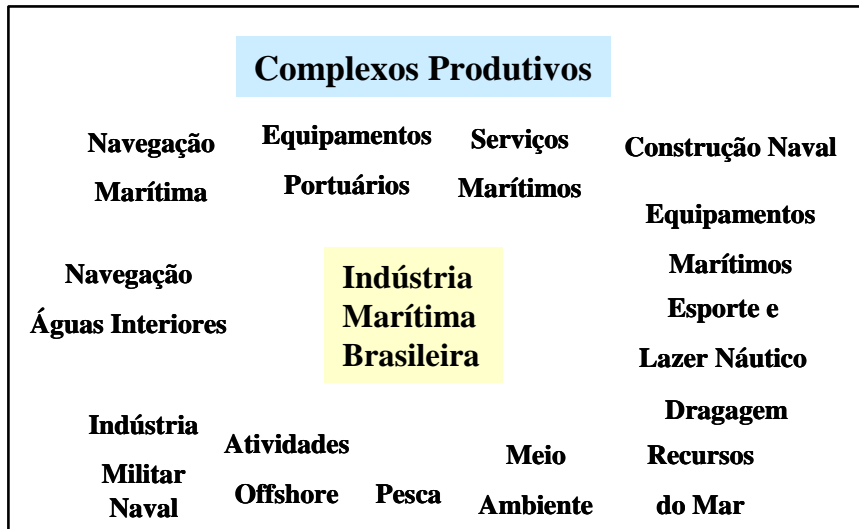 Complexos Produtivos
Navegação
Marítima
Equipamentos
Portuários
Serviços
Marítimos
Construção Naval
Equipamentos
Marítimos
Esporte e
Lazer Náutico
Dragagem
Navegação
Águas Interiores
Indústria
Marítima
Brasileira
Indústria
Militar
Naval
Atividades
Offshore
Pesca
Meio
Ambiente
Recursos
do Mar